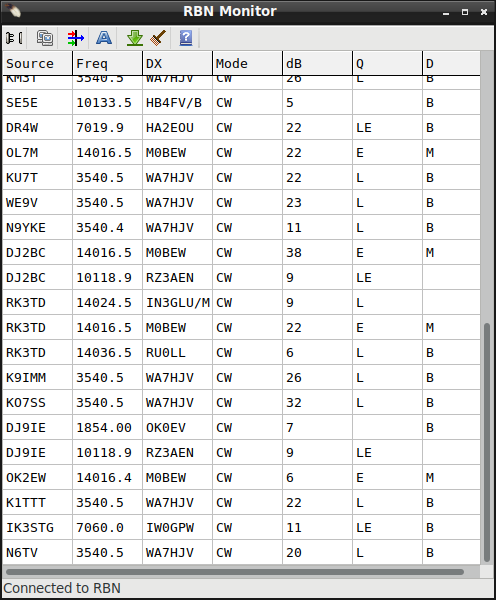 RBN Monitor
Source Freq DX Mode dB Q D
KM3T 3540.5 WA7HJV CW 26 L B
SE5E 10133.5 HB4FV/B CW 5 B
DR4W 7019.9 HA2EOU CW 22 LE B
OL7M 14016.5 M0BEW CW 22 E M
KU7T 3540.5 WA7HJV CW 22 L B
WE9V 3540.5 WA7HJV CW 23 L B
N9YKE 3540.4 WA7HJV CW 11 L B
DJ2BC 14016.5 M0BEW CW 38 E M
DJ2BC 10118.9 RZ3AEN CW 9 LE
RK3TD 14024.5 IN3GLU/M CW 9 L
RK3TD 14016.5 M0BEW CW 22 E M
RK3TD 14036.5 RU0LL CW 6 L B
K9IMM 3540.5 WA7HJV CW 26 L B
KO7SS 3540.5 WA7HJV CW 32 L B
DJ9IE 1854.00 OK0EV CW 7 B
DJ9IE 10118.9 RZ3AEN CW 9 LE
OK2EW 14016.4 M0BEW CW 6 E M
K1TTT 3540.5 WA7HJV CW 22 L B
IK3STG 7060.0 IW0GPW CW 11 LE B
N6TV 3540.5 WA7HJV CW 20 L B
Connected to RBN